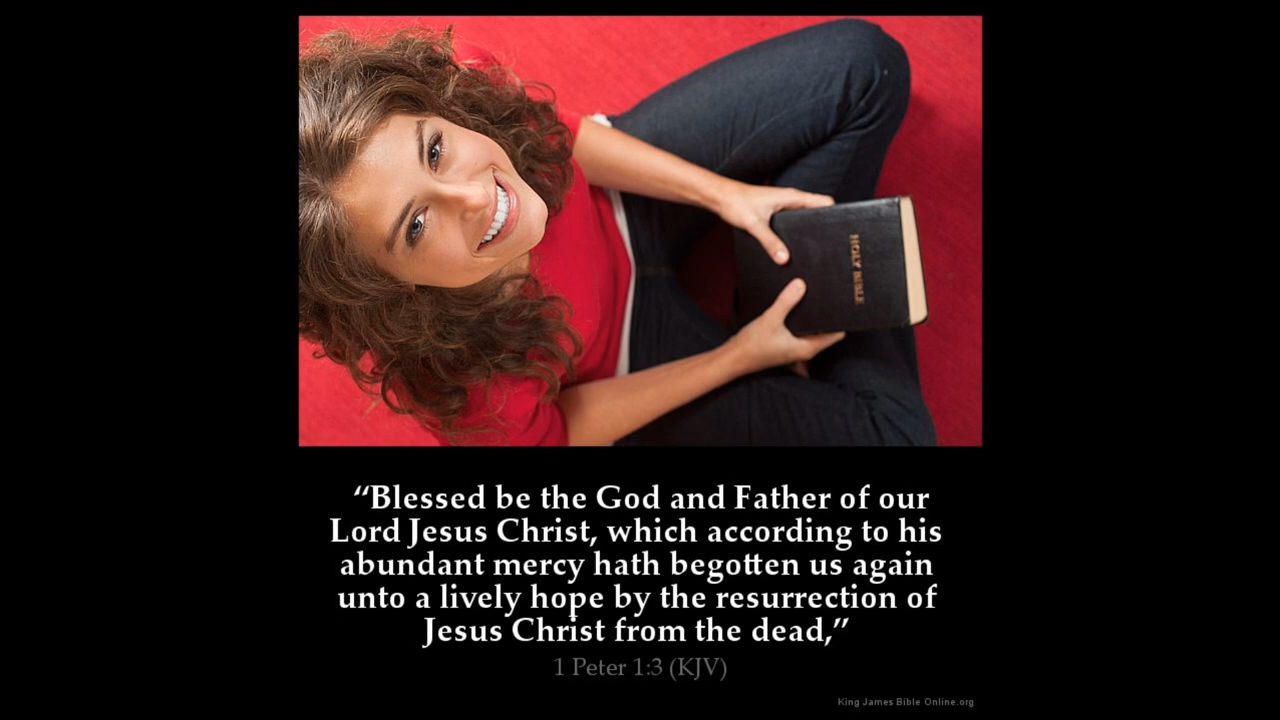 HOLY BIBLE
“Blessed be the God and Father of our
Lord Jesus Christ, which according to his
abundant mercy hath begotten us again
unto a lively hope by the resurrection of
Jesus Christ from the dead,”
1 Peter 1:3 (KJV)
King James Bible Online.org